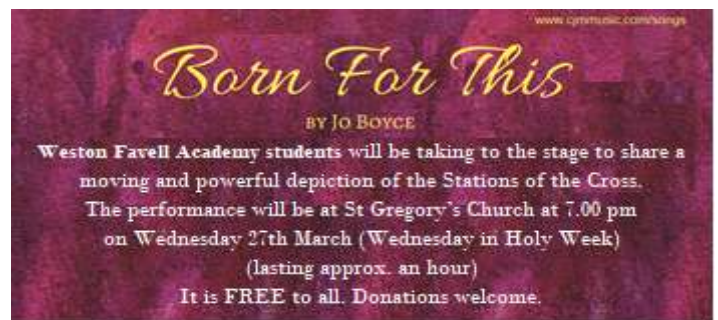 www.cjmmusic.com/songs
Born For This
BY JO BOYCE
Weston Favell Academy students will be taking to the stage to share a
moving and powerful depiction of the Stations of the Cross.
The performance will be at St Gregory's Church at 7.00 pm
on Wednesday 27th March (Wednesday in Holy Week)
(lasting approx. an hour)
It is FREE to all. Donations welcome.